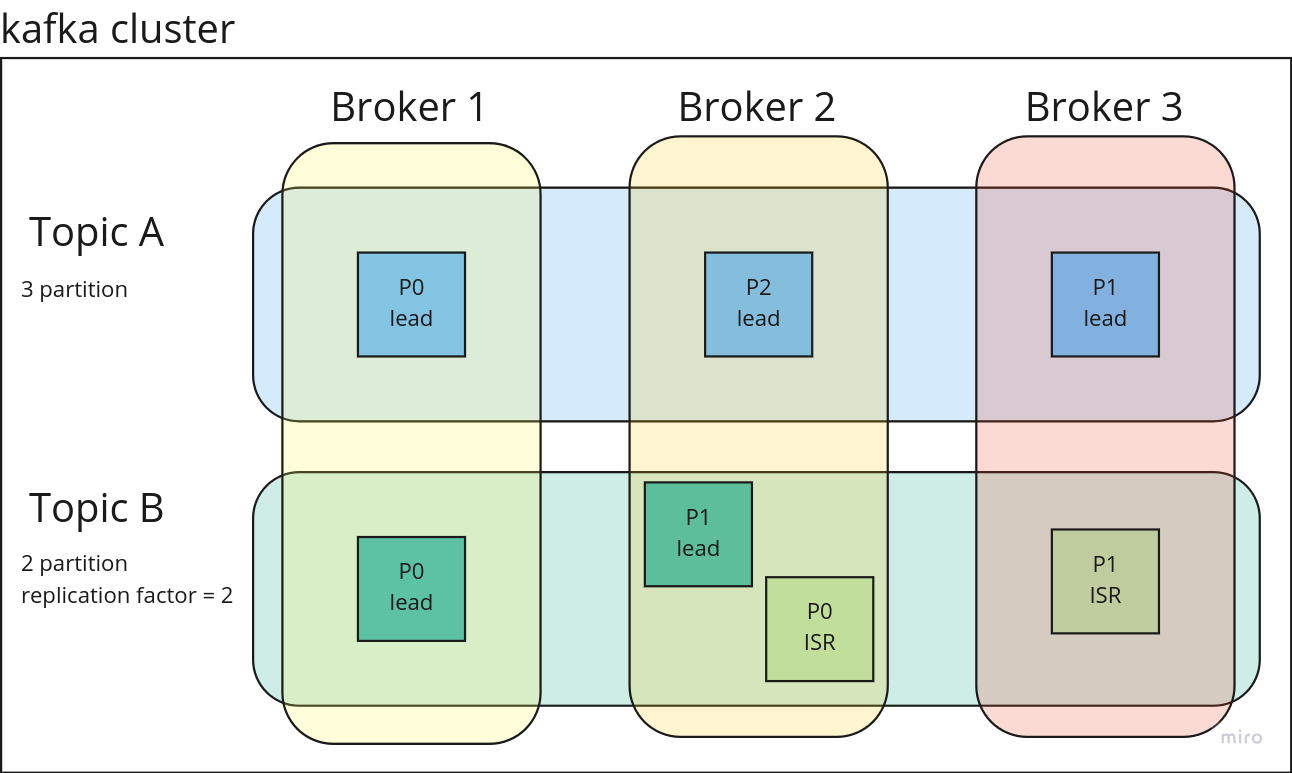 kafka cluster
Broker 1
Broker 2
Broker 3
Topic A
3 partition
P0
lead
P2
lead
P1
lead
Topic B
2 partition
replication factor = 2
P0
lead
P1
lead
P0
ISR
P1
ISR
miro